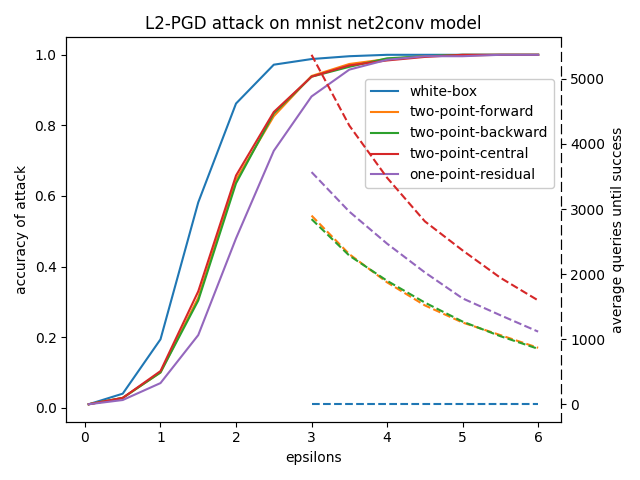 L2-PGD attack on mnist net2conv model
accuracy of attack
1.0
0.8
0.6
0.4
0.2
0.0
white-box
two-point-forward
two-point-backward
two-point-central
one-point-residual
5000
4000
3000
2000
1000
0
average queries until success
0 1 2 3 4 5 6
epsilons